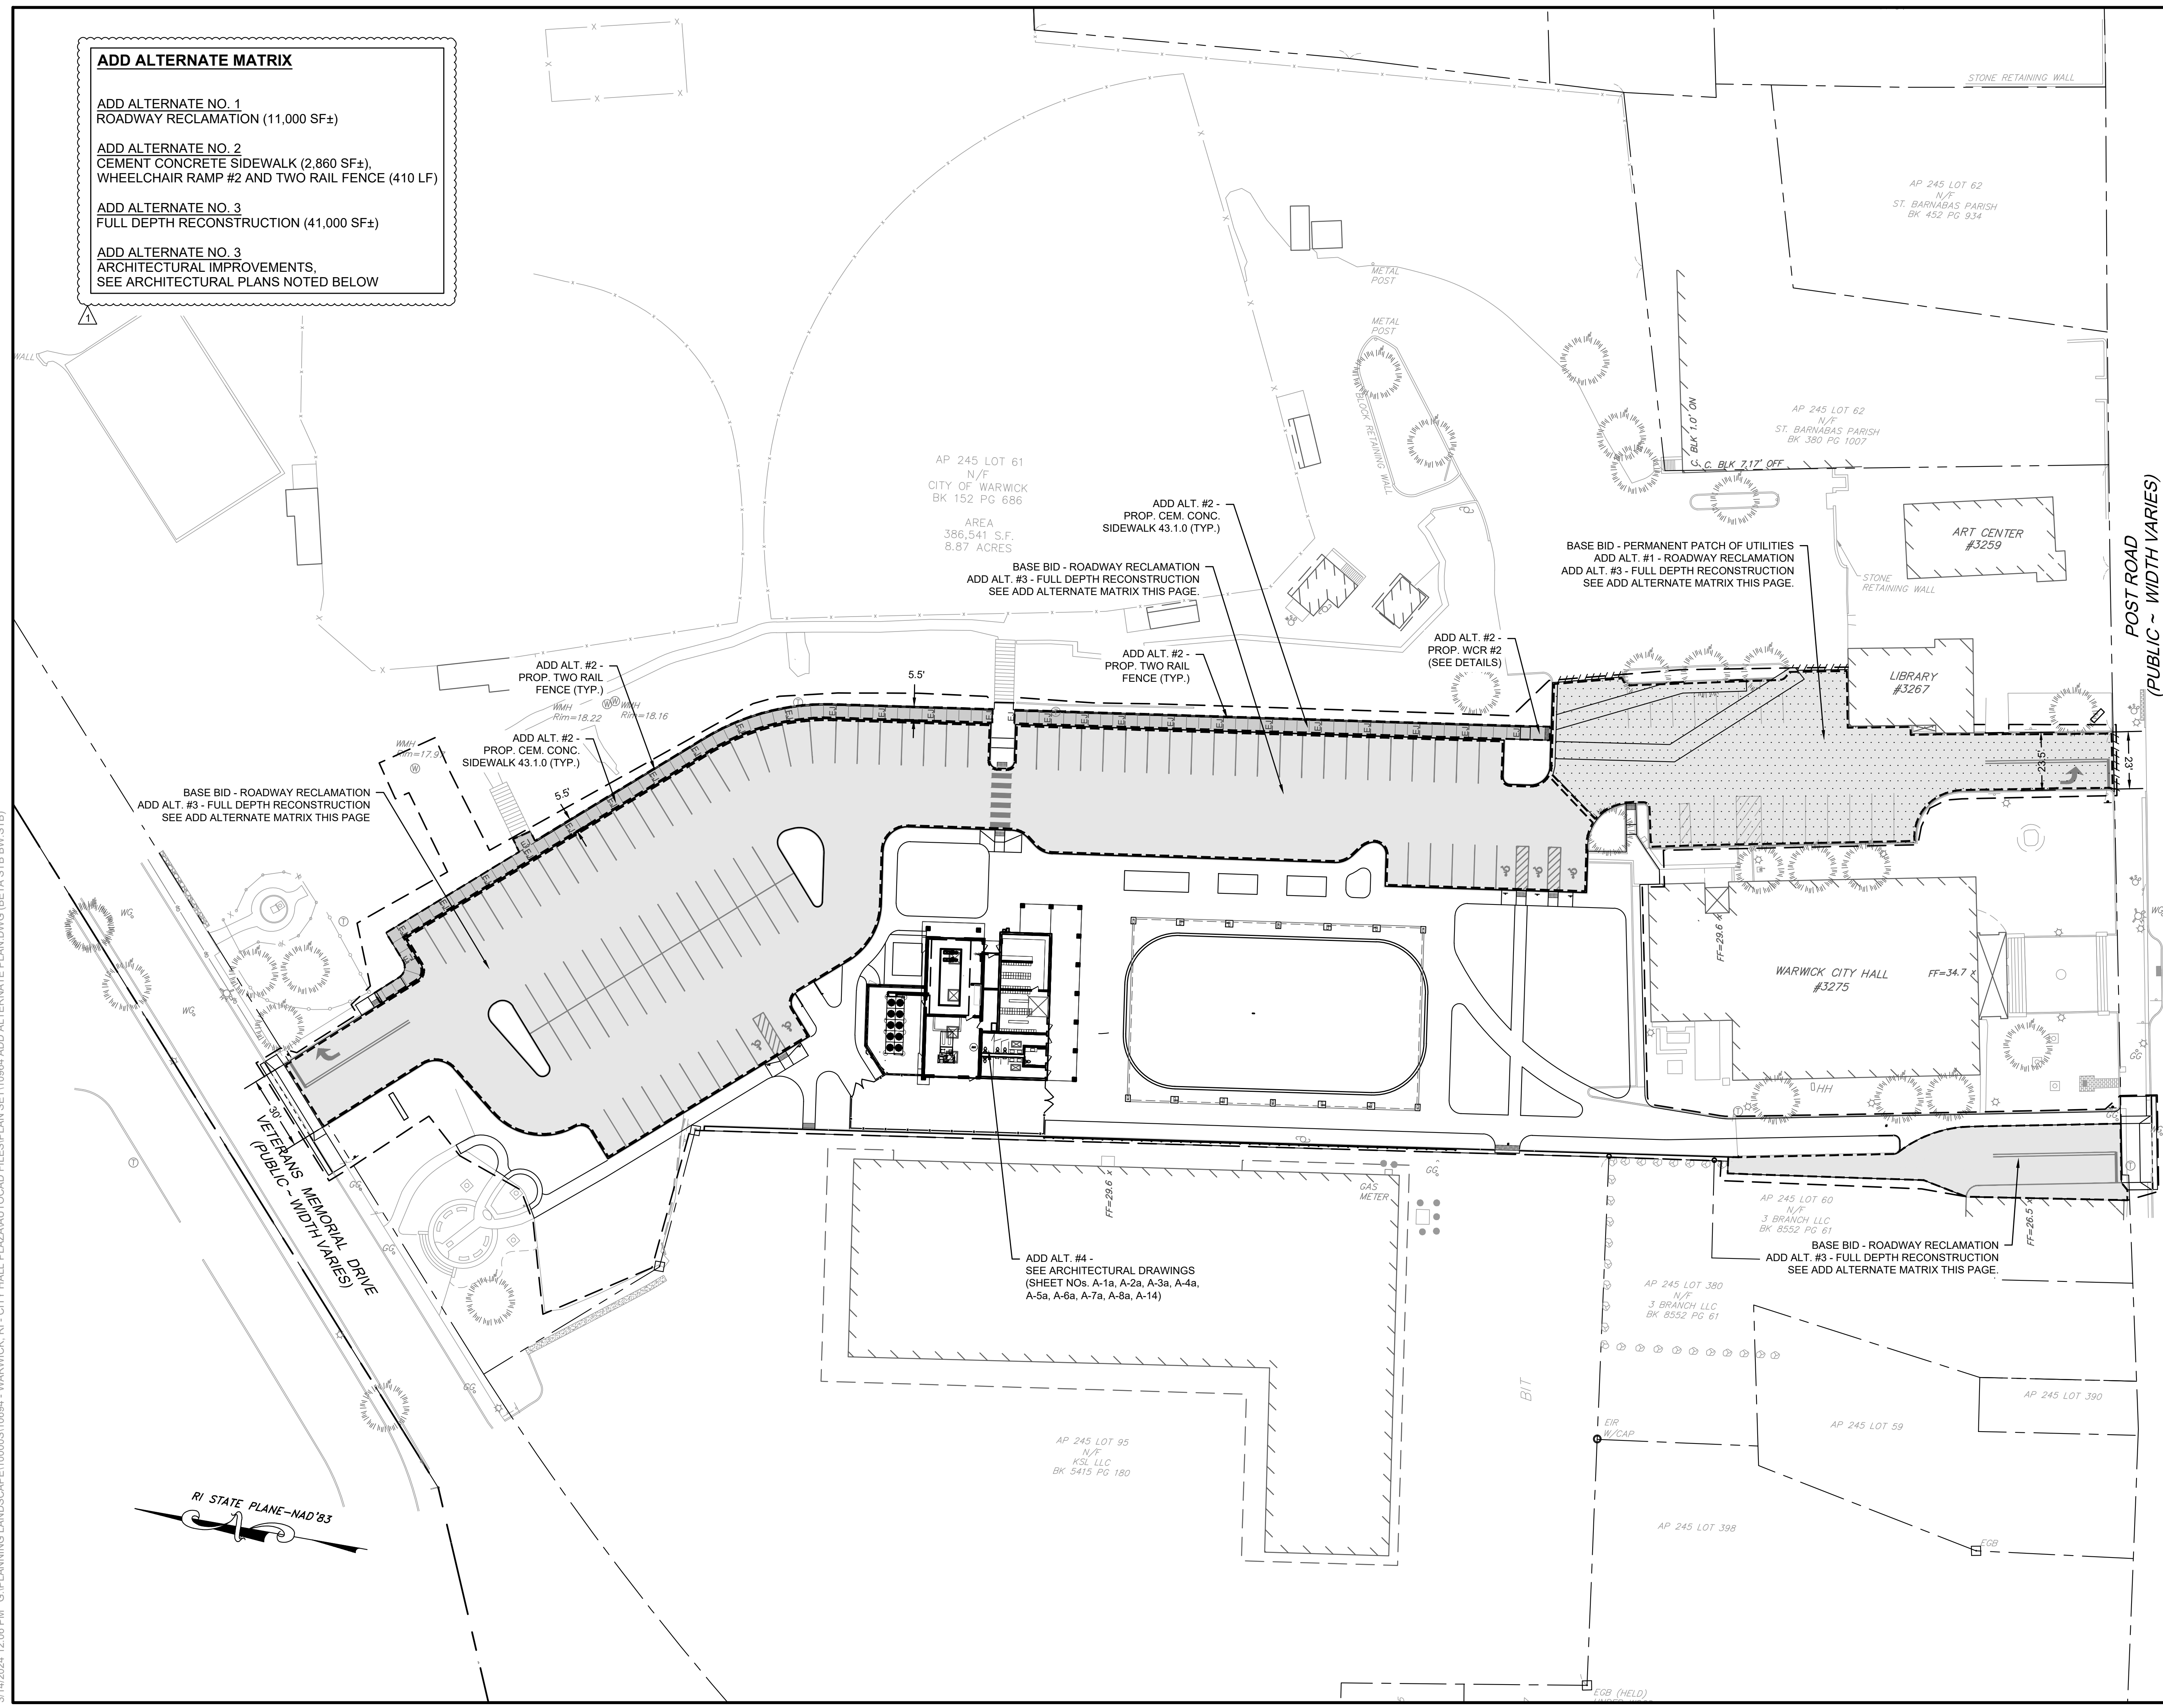 ADD ALTERNATE MATRIX
ADD ALTERNATE NO. 1
ROADWAY RECLAMATION (11,000 SF±)
ADD ALTERNATE NO. 2
CEMENT CONCRETE SIDEWALK (2,860 SF±),
WHEELCHAIR RAMP #2 AND TWO RAIL FENCE (410 LF)
ADD ALTERNATE NO. 3
FULL DEPTH RECONSTRUCTION (41,000 SF±)
ADD ALTERNATE NO. 3
ARCHITECTURAL IMPROVEMENTS,
SEE ARCHITECTURAL PLANS NOTED BELOW
1
WALL
STONE RETAINING WALL
AP 245 LOT 62
N/F
ST. BARNABAS PARISH
BK 452 PG 934
METAL
POST
METAL
POST
BLOCK RETAINING WALL
C. BLK 1.0' ON
C. BLK 7.17' OFF
AP 245 LOT 62
N/F
ST. BARNABAS PARISH
BK 380 PG 1007
AP 245 LOT 61
N/F
CITY OF WARWICK
BK 152 PG 686
AREA
386,541 S.F.
8.87 ACRES
ADD ALT. #2 -
PROP. CEM. CONC.
SIDEWALK 43.1.0 (TYP.)
BASE BID - ROADWAY RECLAMATION
ADD ALT. #3 - FULL DEPTH RECONSTRUCTION
SEE ADD ALTERNATE MATRIX THIS PAGE.
BASE BID - PERMANENT PATCH OF UTILITIES
ADD ALT. #1 - ROADWAY RECLAMATION
ADD ALT. #3 - FULL DEPTH RECONSTRUCTION
SEE ADD ALTERNATE MATRIX THIS PAGE.
ART CENTER
#3259
STONE
RETAINING WALL
POST ROAD
(PUBLIC ~ WIDTH VARIES)
ADD ALT. #2 -
PROP. WCR #2
(SEE DETAILS)
ADD ALT. #2 -
PROP. TWO RAIL
FENCE (TYP.)
ADD ALT. #2 -
PROP. TWO RAIL
FENCE (TYP.)
5.5'
LIBRARY
#3267
WMH
Rim=18.22
WMH
Rim=18.16
WMH
Rim=17.9
ADD ALT. #2 -
PROP. CEM. CONC.
SIDEWALK 43.1.0 (TYP.)
5.5'
23.5'
23'
BASE BID - ROADWAY RECLAMATION
ADD ALT. #3 - FULL DEPTH RECONSTRUCTION
SEE ADD ALTERNATE MATRIX THIS PAGE
WG
WG
FF=29.6
WARWICK CITY HALL
#3275
FF=34.7
HH
30'
VETERANS MEMORIAL DRIVE
(PUBLIC ~ WIDTH VARIES)
GG
GG
GG
GG
GG
FF=29.6
GAS
METER
GG
AP 245 LOT 60
N/F
3 BRANCH LLC
BK 8552 PG 61
FF=26.5
BASE BID - ROADWAY RECLAMATION
ADD ALT. #3 - FULL DEPTH RECONSTRUCTION
SEE ADD ALTERNATE MATRIX THIS PAGE.
ADD ALT. #4 -
SEE ARCHITECTURAL DRAWINGS
(SHEET NOs. A-1a, A-2a, A-3a, A-4a,
A-5a, A-6a, A-7a, A-8a, A-14)
AP 245 LOT 380
N/F
3 BRANCH LLC
BK 8552 PG 61
BIT
AP 245 LOT 390
AP 245 LOT 59
EIR
W/CAP
AP 245 LOT 95
N/F
KSL LLC
BK 5415 PG 180
AP 245 LOT 398
EGB
RI STATE PLANE-NAD'83
EGB (HELD)